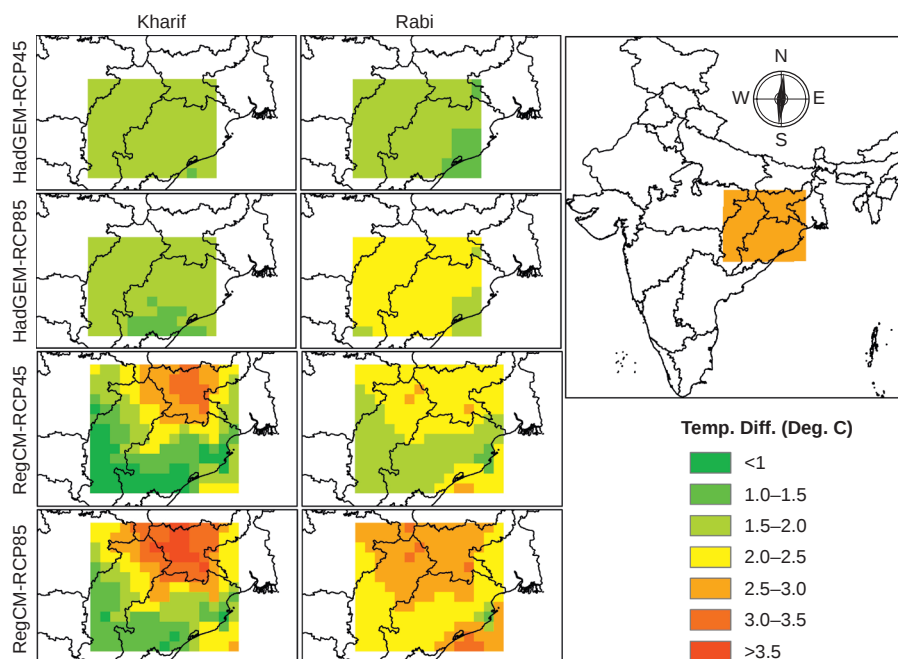 Kharif
Rabi
HadGEM-RCP45
HadGEM-RCP85
RegCM-RCP45
RegCM-RCP85
N
W E
S
Temp. Diff. (Deg. C)
<1
1.0–1.5
1.5–2.0
2.0–2.5
2.5–3.0
3.0–3.5
>3.5